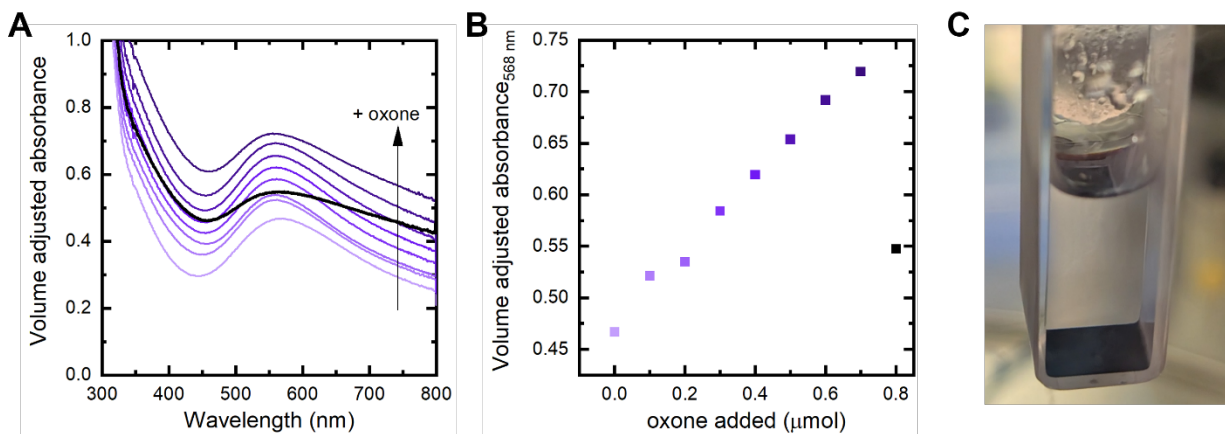 A
Volume adjusted absorbance
1.0
0.8
0.6
0.4
0.2
0.0
+ oxone
300 400 500 600 700 800
Wavelength (nm)
B
Volume adjusted absorbance568 nm
0.75
0.70
0.65
0.60
0.55
0.50
0.45
0.0 0.2 0.4 0.6 0.8
oxone added (μmol)
C